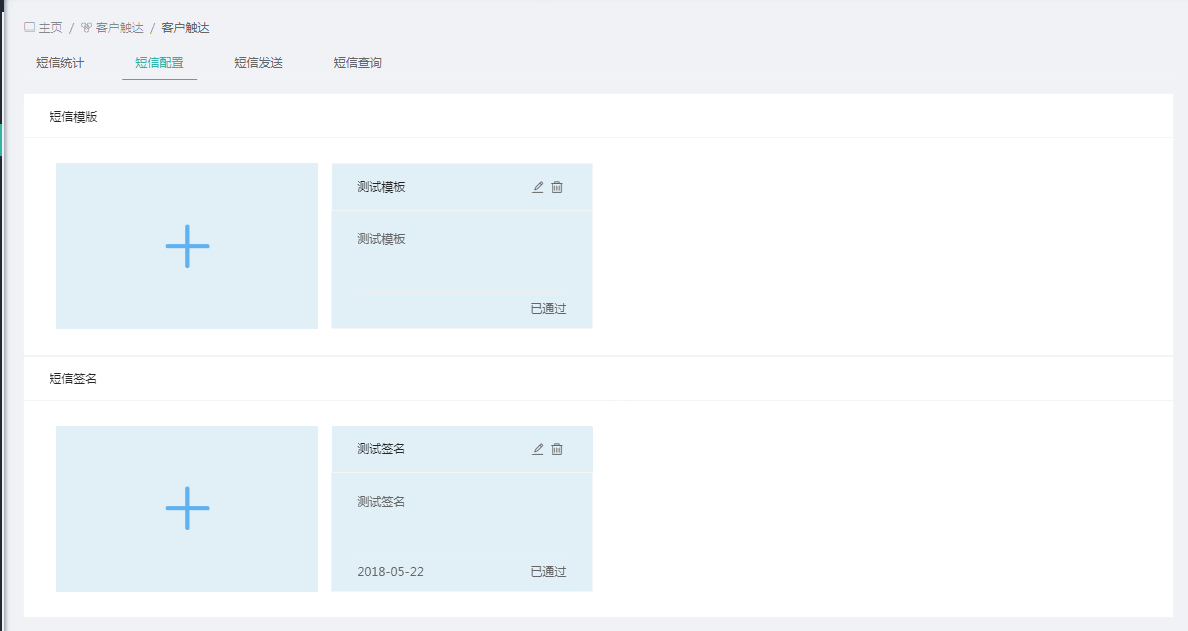 主页 / 客户触达 / 客户触达
短信统计 短信配置 短信发送 短信查询
短信模版
测试模板
测试模板
已通过
短信签名
测试签名
测试签名
2018-05-22 已通过